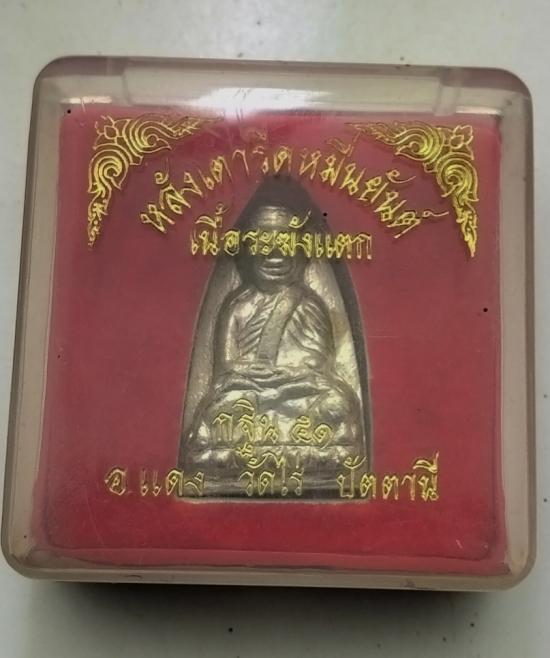 หลังเตารีดหมื่นยันต์
เนื้อระฆังแตก
กฐิน ๕๑
อ.แดง วัดไร่ ปัตตานี